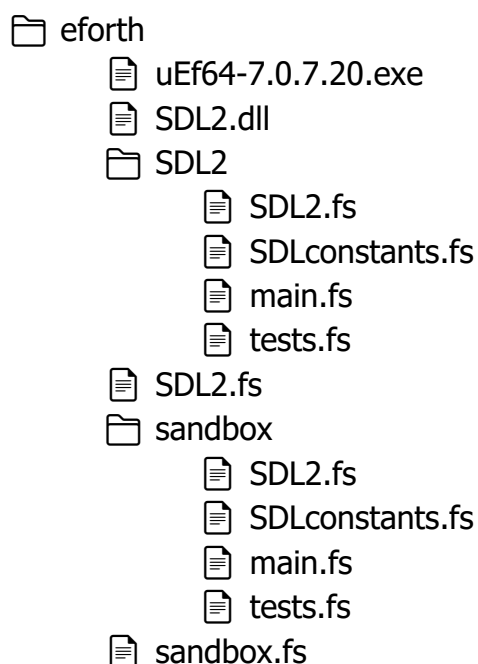 eforth
uEf64-7.0.7.20.exe
SDL2.dll
SDL2
SDL2.fs
SDLconstants.fs
main.fs
tests.fs
SDL2.fs
sandbox
SDL2.fs
SDLconstants.fs
main.fs
tests.fs
sandbox.fs